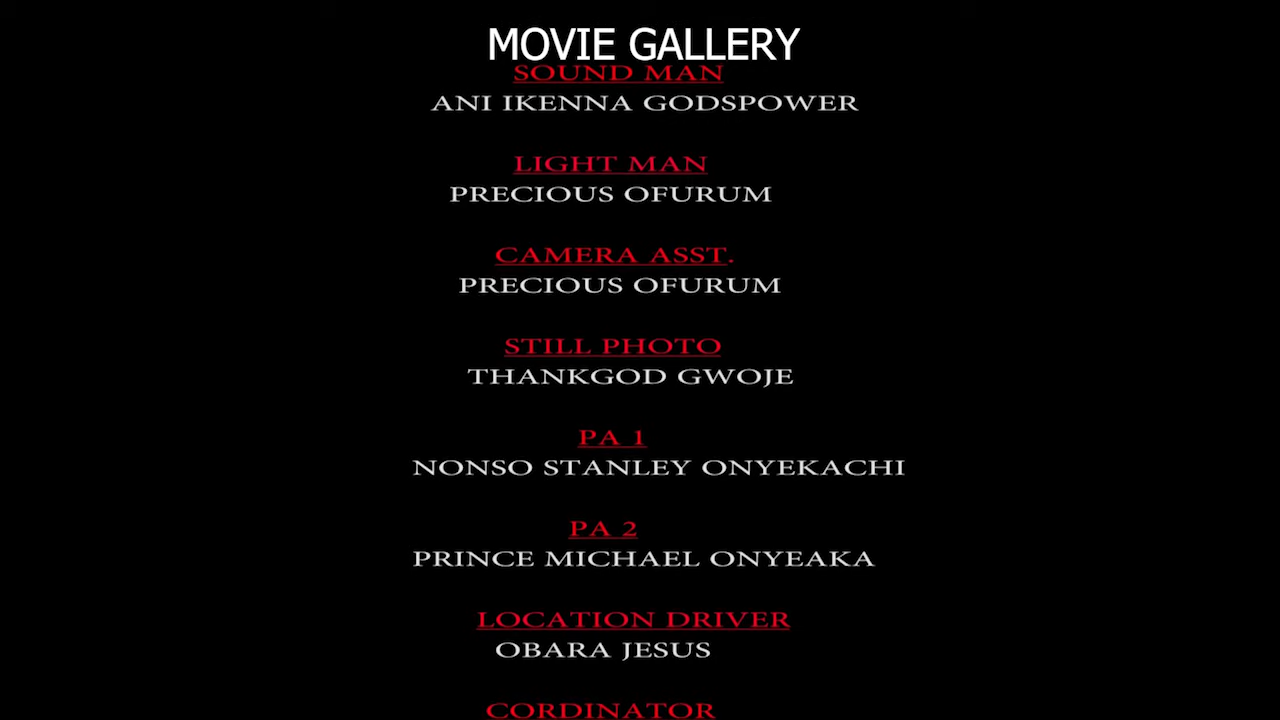 MOVIE GALLERY
SOUND MAN
ANI IKENNA GODSPOWER
LIGHT MAN
PRECIOUS OFURUM
CAMERA ASST.
PRECIOUS OFURUM
STILL PHOTO
THANKGOD GWOJE
PA 1
NONSO STANLEY ONYEKACHI
PA 2
PRINCE MICHAEL ONYEAKA
LOCATION DRIVER
OBARA JESUS
CORDINATOR